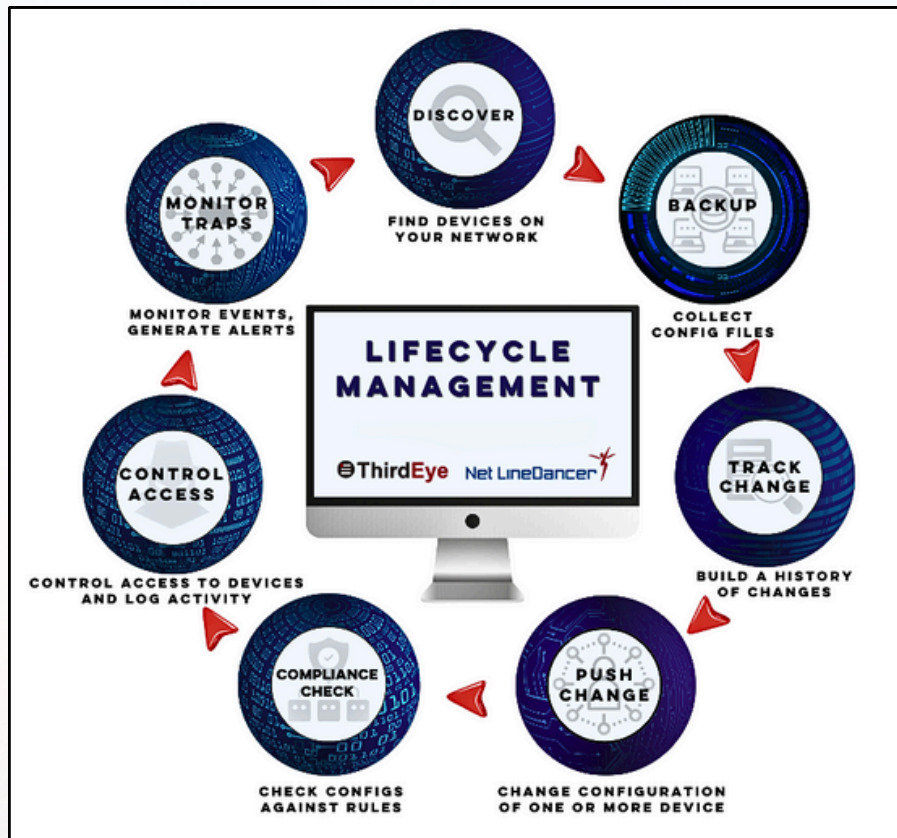 DISCOVER
FIND DEVICES ON
YOUR NETWORK
BACKUP
COLLECT
CONFIG FILES
TRACK
CHANGE
BUILD A HISTORY
OF CHANGES
PUSH
CHANGE
CHANGE CONFIGURATION
OF ONE OR MORE DEVICE
COMPLIANCE
CHECK
CHECK CONFIGS
AGAINST RULES
CONTROL
ACCESS
CONTROL ACCESS TO DEVICES
AND LOG ACTIVITY
MONITOR
TRAPS
MONITOR EVENTS,
GENERATE ALERTS
LIFECYCLE
MANAGEMENT
ThirdEye
Net LineDancer